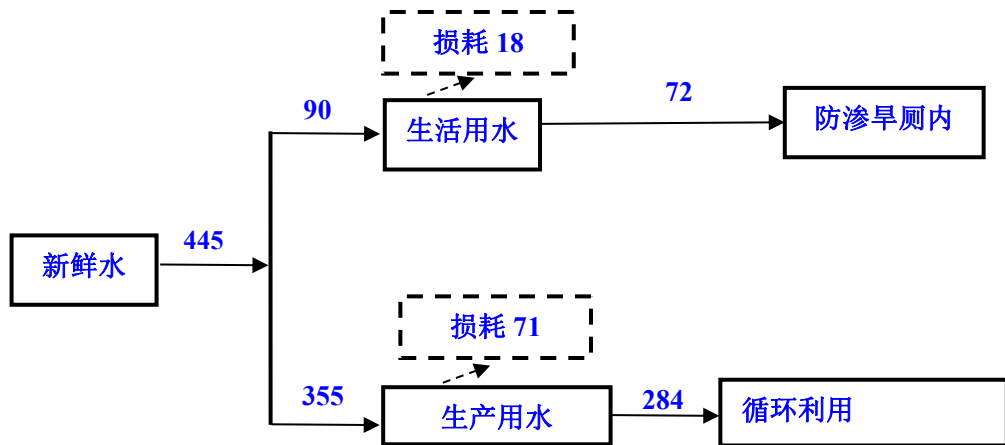 损耗 18
90
生活用水
72
防渗旱厕内
新鲜水
445
损耗 71
355
生产用水
284
循环利用